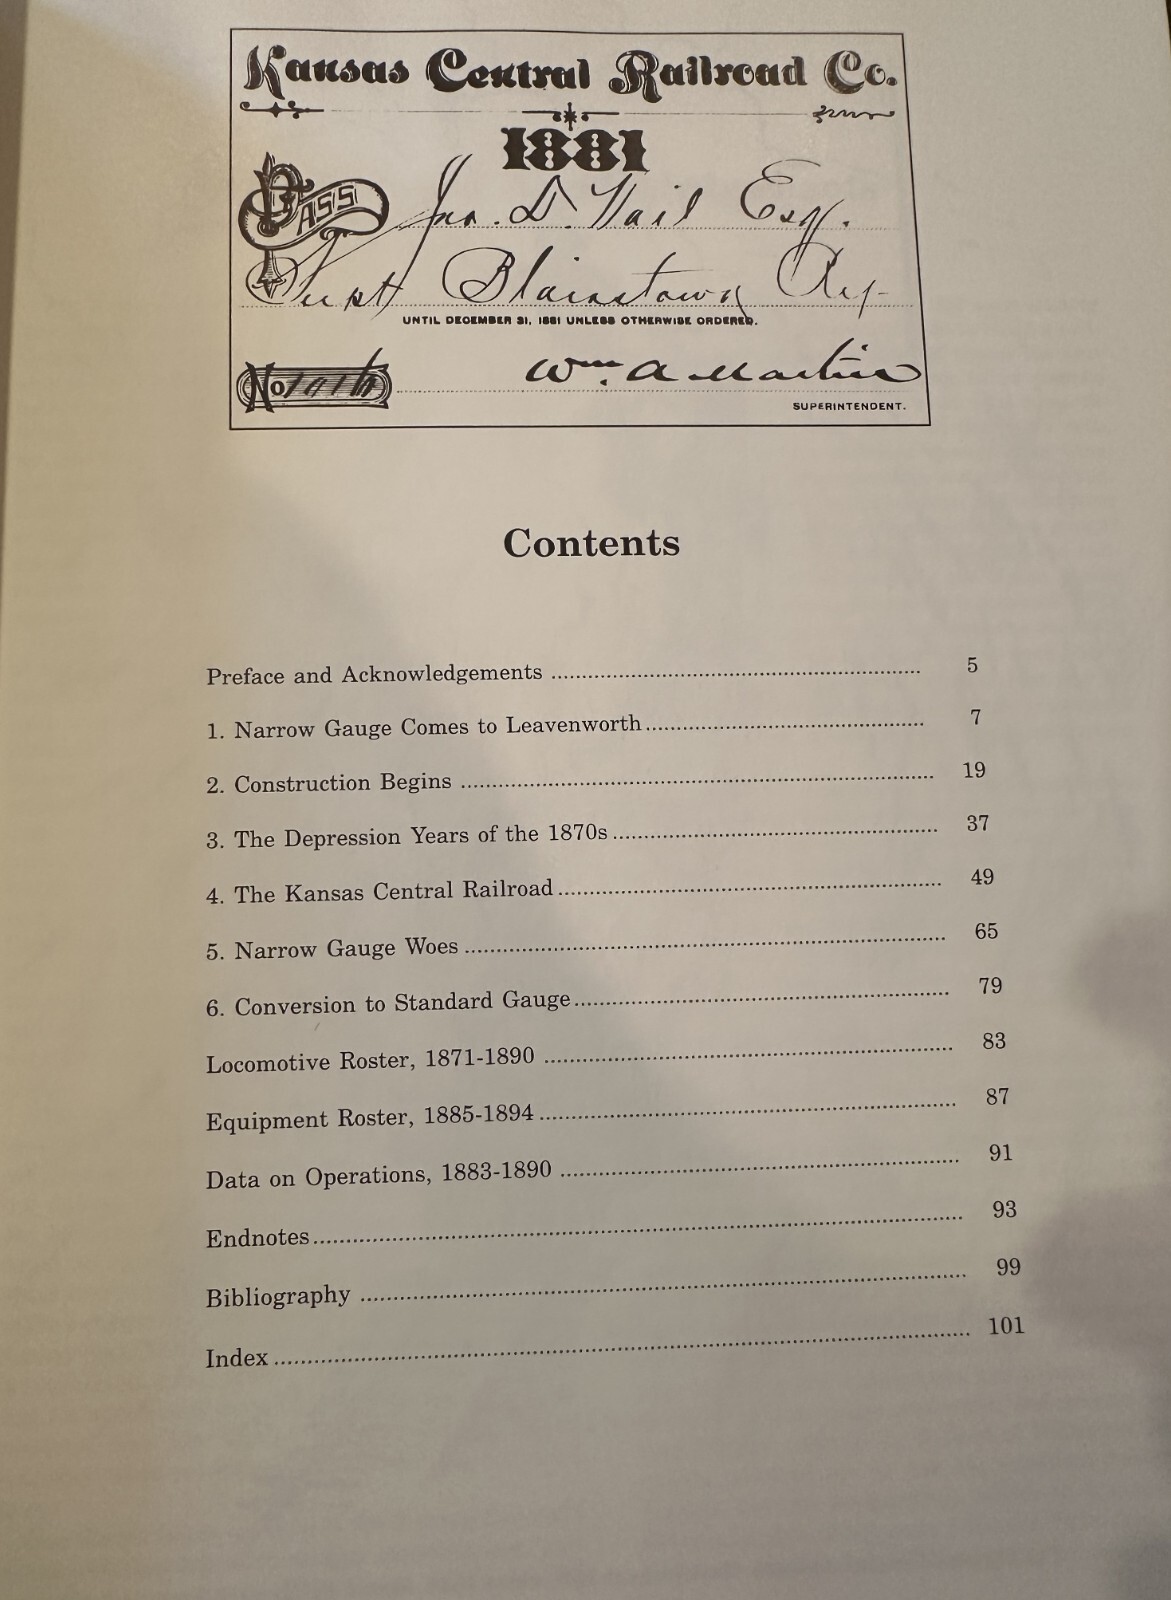 Kansas Central Railroad Co.
1881
PASS Jno. D. Vail Esq.
Supt Blairstown Ry-
UNTIL DECEMBER 31, 1881 UNLESS OTHERWISE ORDERED.
No
Wm. A Martin
SUPERINTENDENT.
Contents
Preface and Acknowledgements ........ 5
1. Narrow Gauge Comes to Leavenworth ........ 7
2. Construction Begins ........ 19
3. The Depression Years of the 1870s ........ 37
4. The Kansas Central Railroad ........ 49
5. Narrow Gauge Woes ........ 65
6. Conversion to Standard Gauge ........ 79
Locomotive Roster, 1871-1890 ........ 83
Equipment Roster, 1885-1894 ........ 87
Data on Operations, 1883-1890 ........ 91
Endnotes ........ 93
Bibliography ........ 99
Index ........ 101